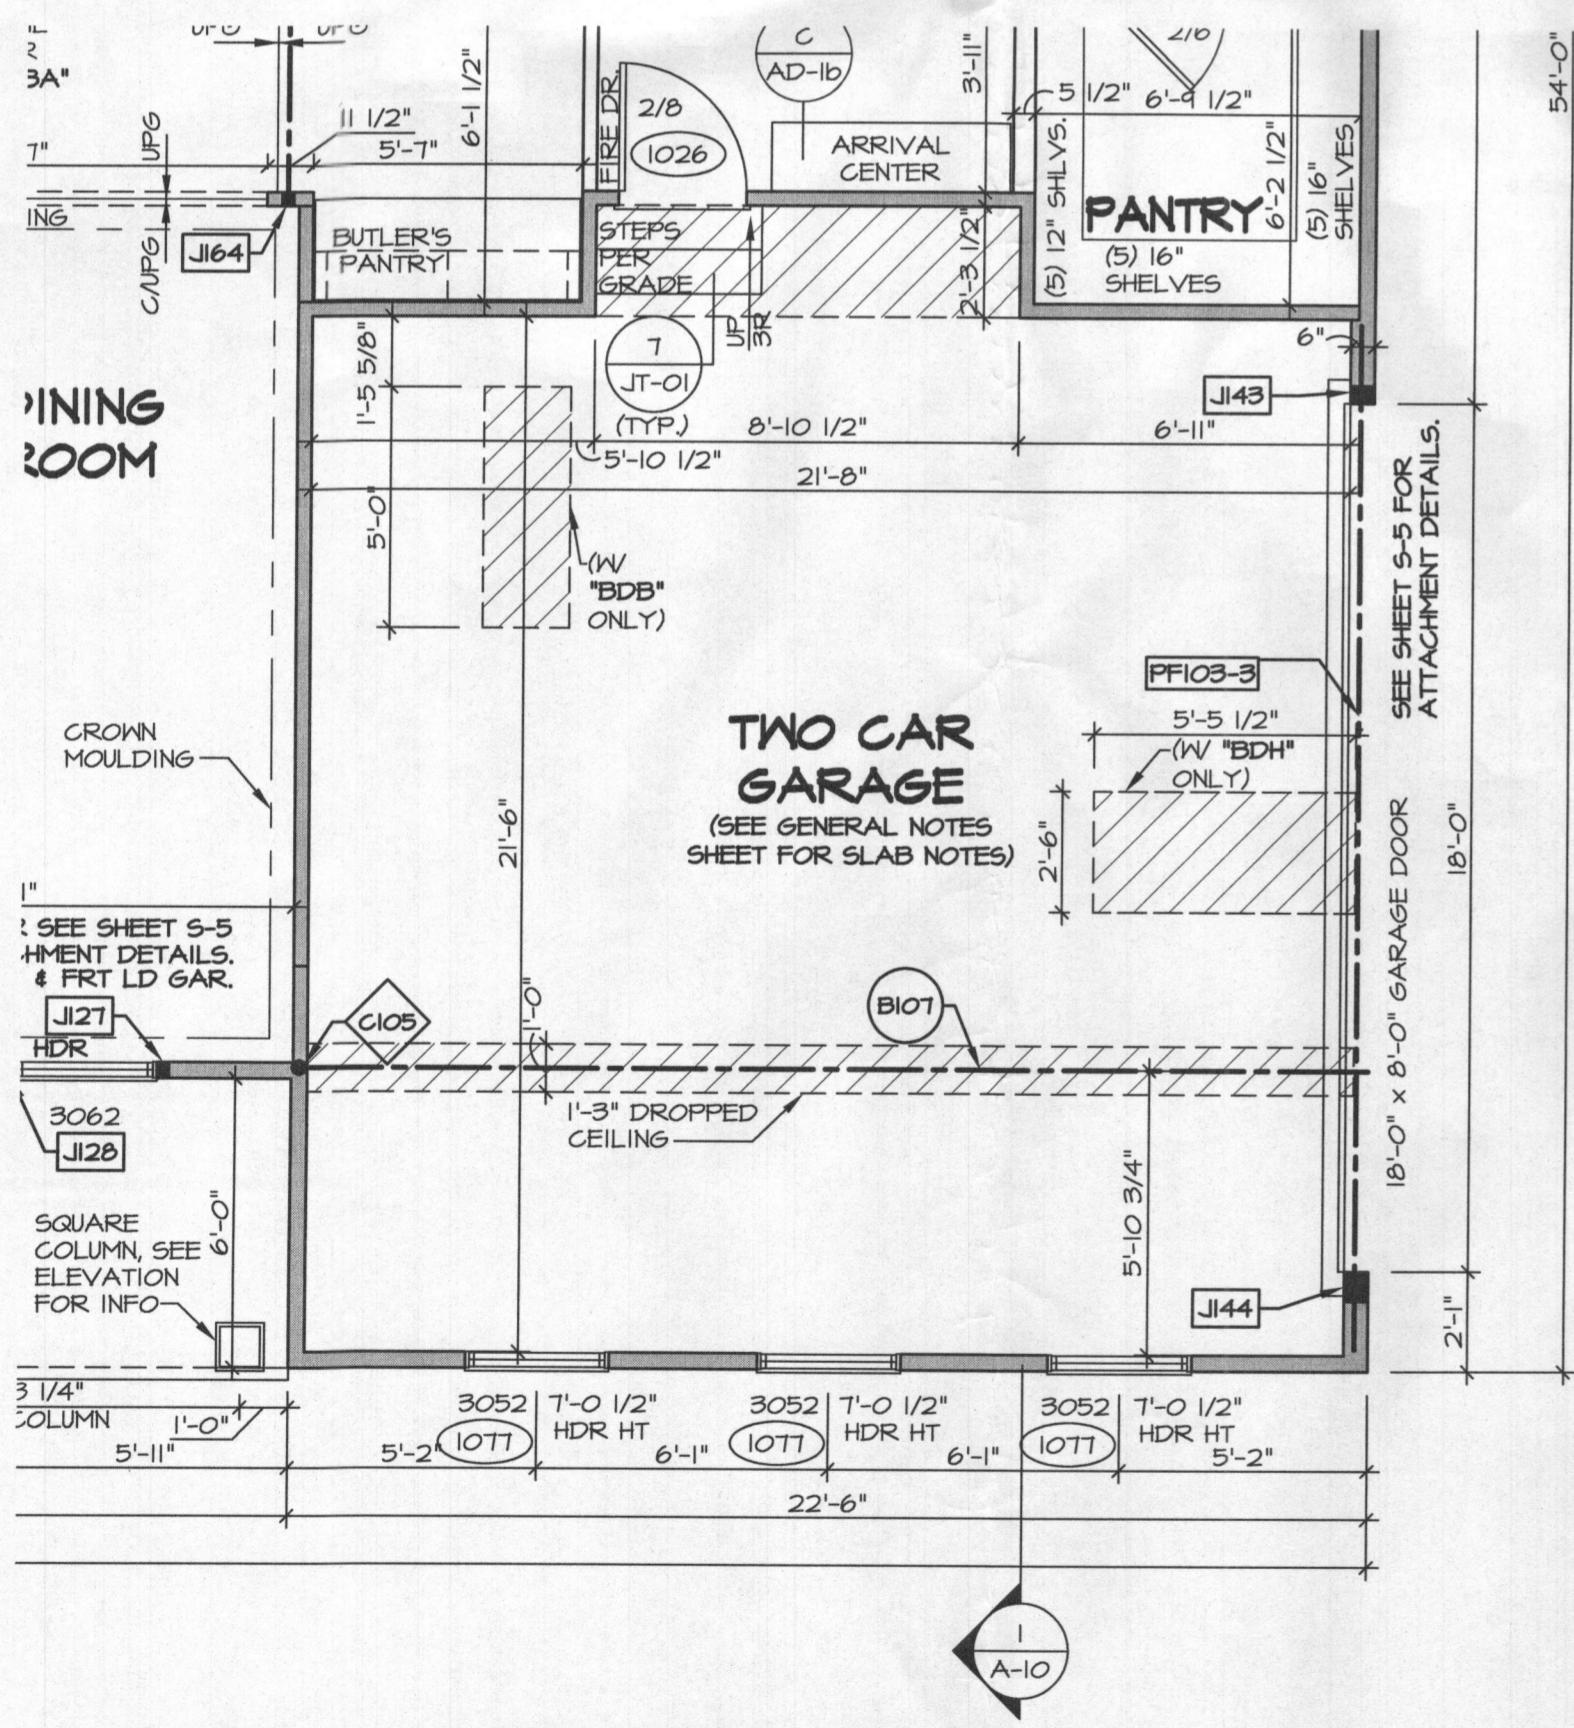 3A"
11 1/2"
5'-7"
7"
UPG
C/UPG
ING
6'-1 1/2"
FIRE DR.
2/8
1026
C
AD-1b
3'-11"
ARRIVAL
CENTER
5 1/2"
6'-9 1/2"
2/6
54'-0"
(5) 12" SHLVS.
PANTRY
6'-2 1/2"
(5) 16"
SHELVES
(5) 16"
SHELVES
J164
BUTLER'S
PANTRY
STEPS
PER
GRADE
UP
3R
2'-3 1/2"
7
JT-01
(TYP.)
6"
J143
1'-5 5/8"
8'-10 1/2"
6'-11"
5'-10 1/2"
21'-8"
DINING
ROOM
5'-0"
(W/
"BDB"
ONLY)
SEE SHEET S-5 FOR
ATTACHMENT DETAILS.
PF103-3
5'-5 1/2"
(W/ "BDH"
ONLY)
2'-6"
CROWN
MOULDING
TWO CAR
GARAGE
(SEE GENERAL NOTES
SHEET FOR SLAB NOTES)
21'-6"
18'-0"
18'-0" x 8'-0" GARAGE DOOR
1"
SEE SHEET S-5
HMENT DETAILS.
& FRT LD GAR.
J127
HDR
C105
1'-0"
B107
3062
J128
1'-3" DROPPED
CEILING
5'-10 3/4"
6'-0"
SQUARE
COLUMN, SEE
ELEVATION
FOR INFO
J144
2'-1"
3 1/4"
COLUMN
1'-0"
5'-11"
3052 7'-0 1/2"
HDR HT
1077
3052 7'-0 1/2"
HDR HT
1077
3052 7'-0 1/2"
HDR HT
1077
5'-2"
6'-1"
6'-1"
5'-2"
22'-6"
1
A-10